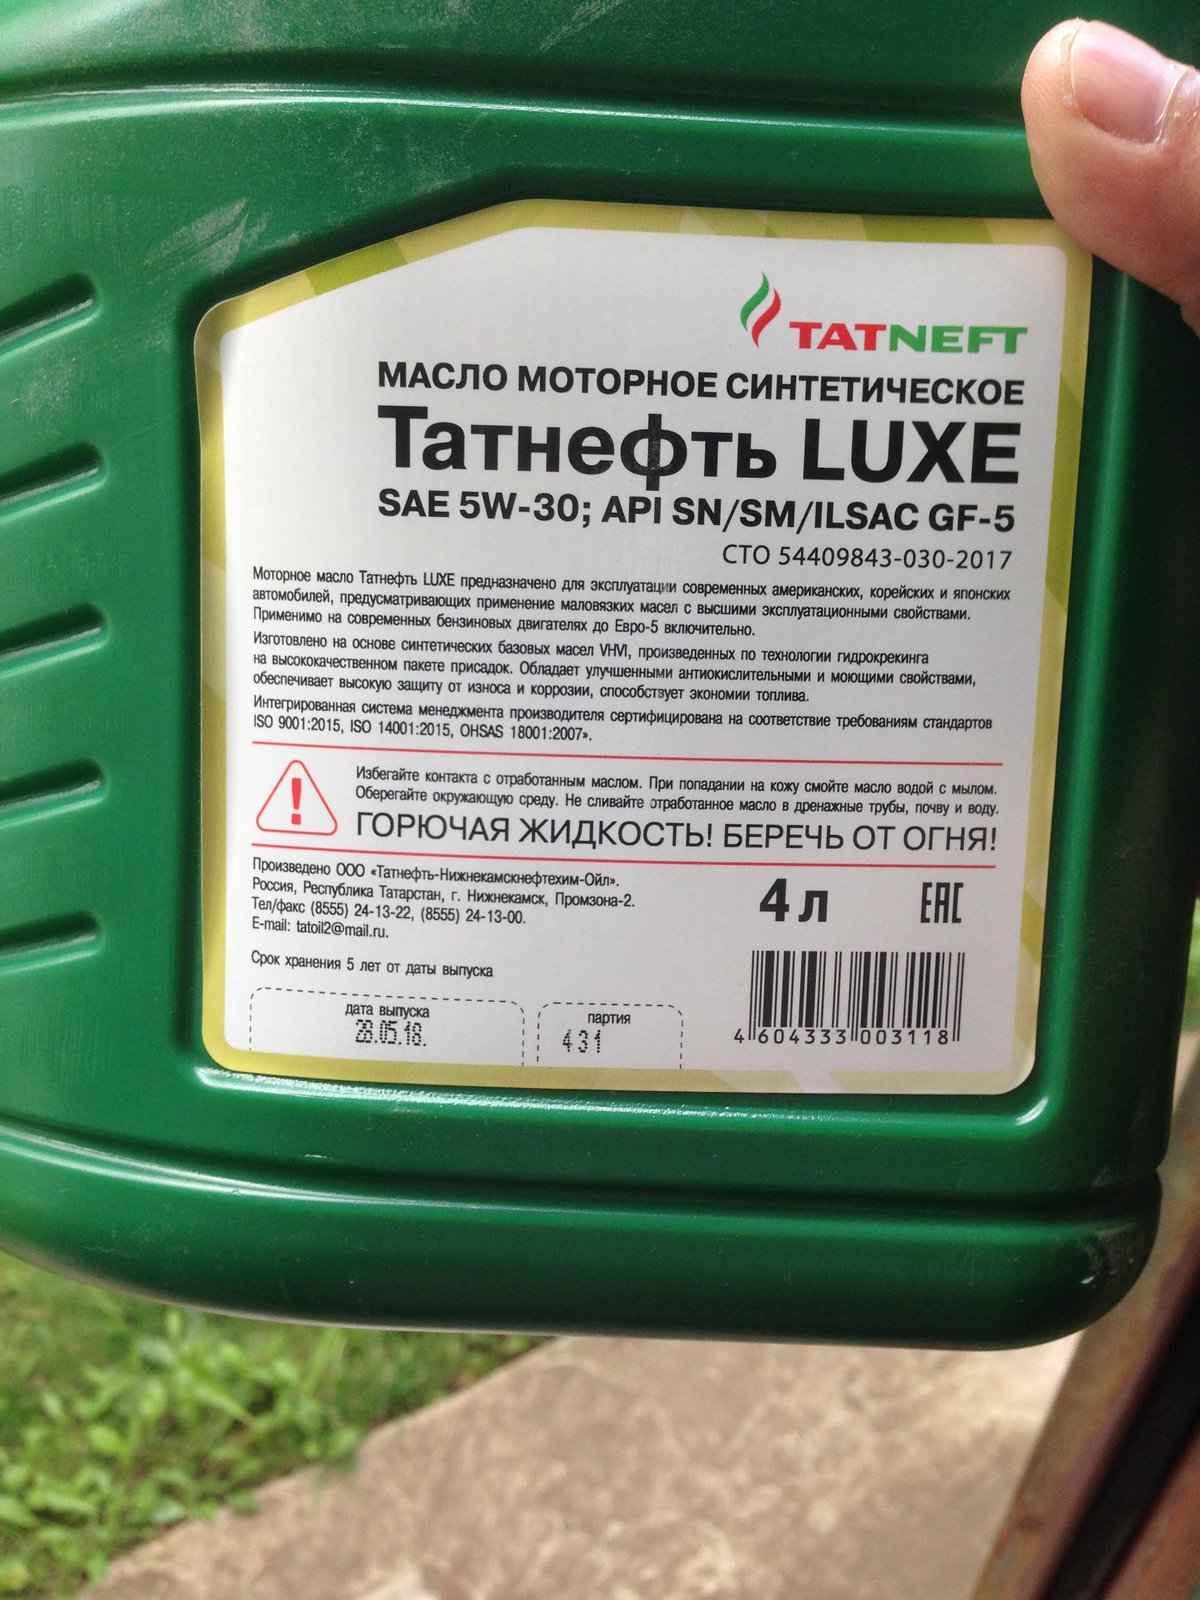 TATNEFT
МАСЛО МОТОРНОЕ СИНТЕТИЧЕСКОЕ
Татнефть LUXE
SAE 5W-30; API SN/SM/ILSAC GF-5
СТО 54409843-030-2017
Моторное масло Татнефть LUXE предназначено для эксплуатации современных американских, корейских и японских
автомобилей, предусматривающих применение маловязких масел с высшими эксплуатационными свойствами.
Применимо на современных бензиновых двигателях до Евро-5 включительно.
Изготовлено на основе синтетических базовых масел VHVI, произведенных по технологии гидрокрекинга
на высококачественном пакете присадок. Обладает улучшенными антиокислительными и моющими свойствами,
обеспечивает высокую защиту от износа и коррозии, способствует экономии топлива.
Интегрированная система менеджмента производителя сертифицирована на соответствие требованиям стандартов
ISO 9001:2015, ISO 14001:2015, OHSAS 18001:2007».
Избегайте контакта с отработанным маслом. При попадании на кожу смойте масло водой с мылом.
Оберегайте окружающую среду. Не сливайте отработанное масло в дренажные трубы, почву и воду.
ГОРЮЧАЯ ЖИДКОСТЬ! БЕРЕЧЬ ОТ ОГНЯ!
Произведено ООО «Татнефть-Нижнекамскнефтехим-Ойл».
Россия, Республика Татарстан, г. Нижнекамск, Промзона-2.
Тел/факс (8555) 24-13-22, (8555) 24-13-00.
E-mail: tatoil2@mail.ru.
4 л
EAC
Срок хранения 5 лет от даты выпуска
дата выпуска
28.05.18.
партия
431
4 604333 003118